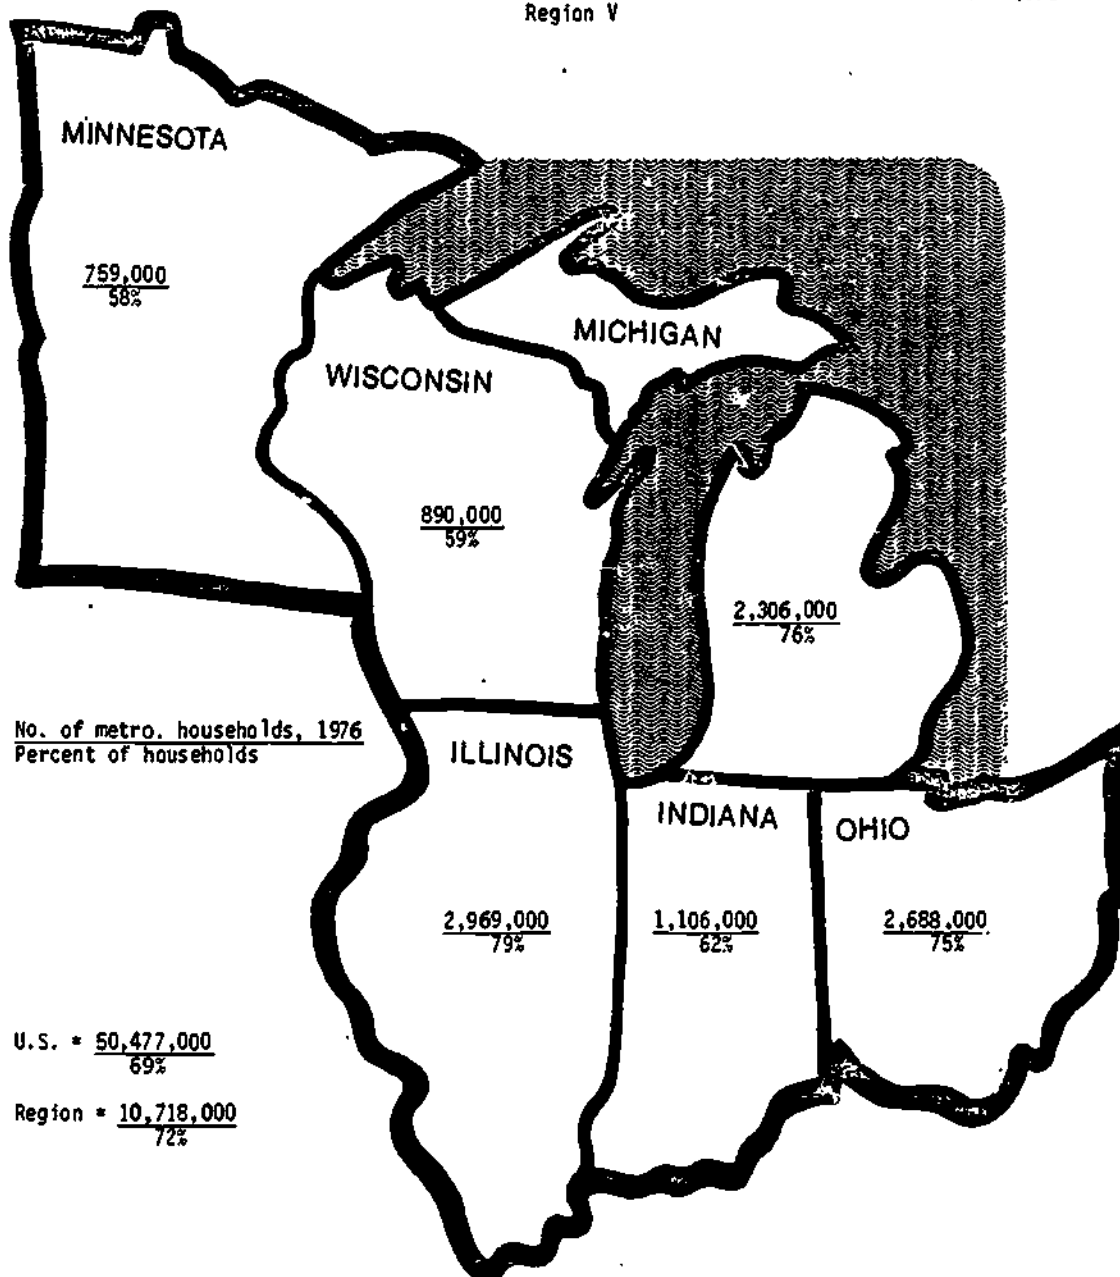 Region V
MINNESOTA
759,000
58%
MICHIGAN
WISCONSIN
890,000
59%
2,306,000
76%
No. of metro. households, 1976
Percent of households
ILLINOIS
INDIANA
OHIO
2,969,000
79%
1,106,000
62%
2,688,000
75%
U.S. = 50,477,000
69%
Region = 10,718,000
72%